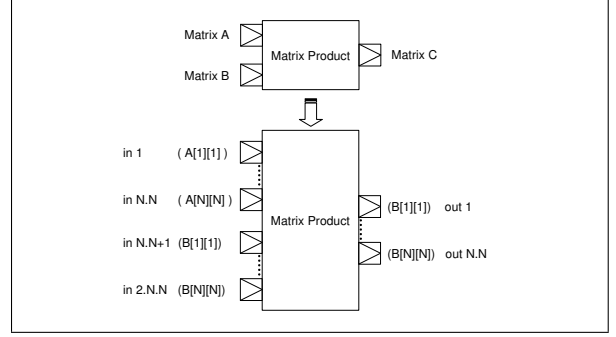 Matrix A
Matrix B
Matrix Product
Matrix C
in 1 ( A[1][1] )
in N.N ( A[N][N] )
in N.N+1 (B[1][1])
in 2.N.N (B[N][N])
Matrix Product
(B[1][1]) out 1
(B[N][N]) out N.N